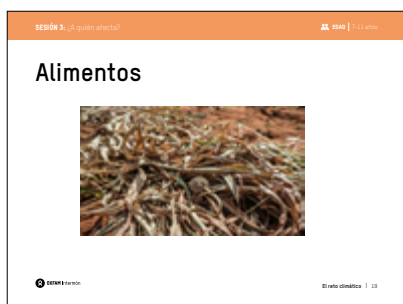 SESIÓN 3: ¿A quién afecta?
EDAD | 7-11 años
Alimentos
OXFAM Intermón
El reto climático | 19